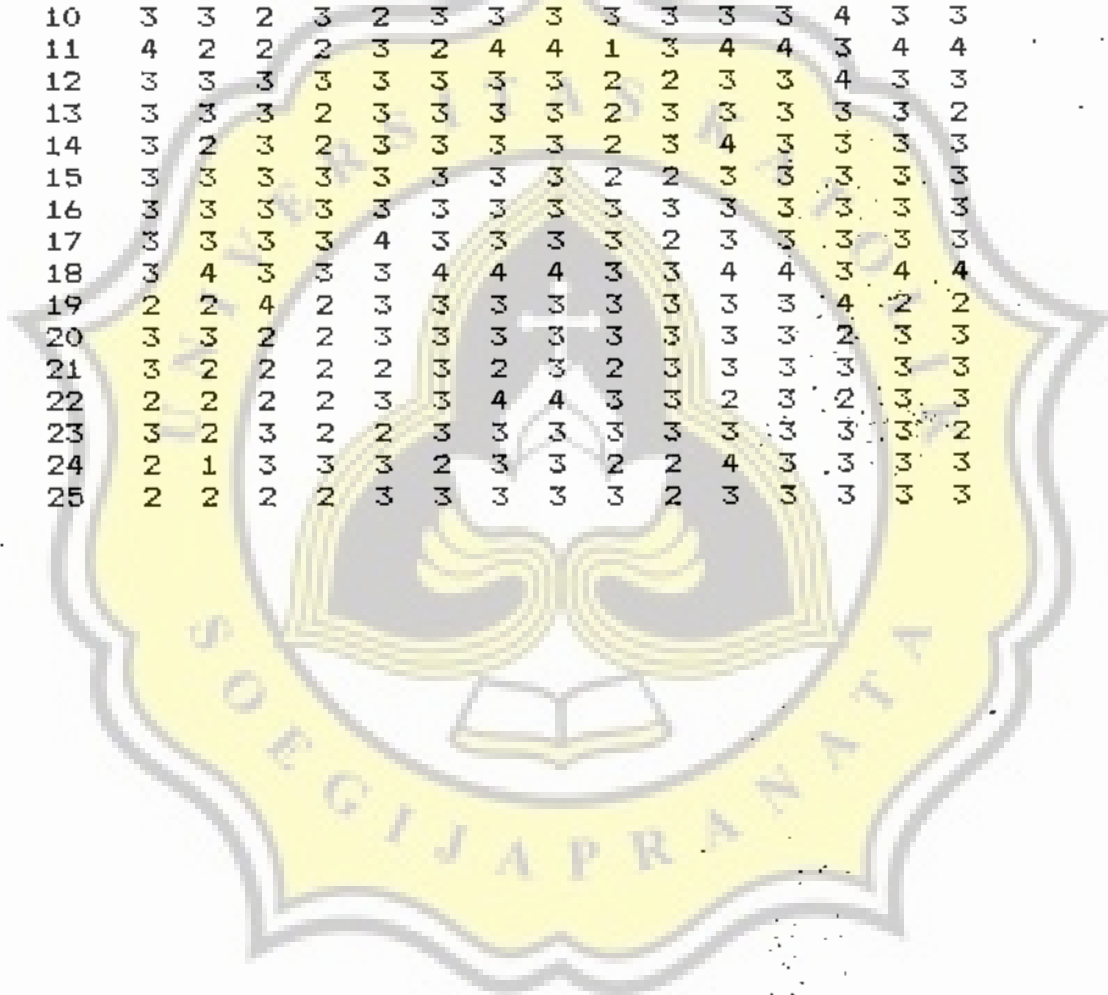 10 3 3 2 3 2 3 3 3 3 3 3 3 4 3 3
11 4 2 2 2 3 2 4 4 1 3 4 4 3 4 4
12 3 3 3 3 3 3 3 3 2 2 3 3 4 3 3
13 3 3 3 2 3 3 3 3 2 3 3 3 3 3 2
14 3 2 3 2 3 3 3 3 2 3 4 3 3 3 3
15 3 3 3 3 3 3 3 3 2 2 3 3 3 3 3
16 3 3 3 3 3 3 3 3 3 3 3 3 3 3 3
17 3 3 3 3 4 3 3 3 3 2 3 3 3 3 3
18 3 4 3 3 3 4 4 4 3 3 4 4 3 4 4
19 2 2 4 2 3 3 3 3 3 3 3 3 4 2 2
20 3 3 2 2 3 3 3 3 3 3 3 3 2 3 3
21 3 2 2 2 2 3 2 3 2 3 3 3 3 3 3
22 2 2 2 2 3 3 4 4 3 3 2 3 2 3 3
23 3 2 3 2 2 3 3 3 3 3 3 3 3 3 2
24 2 1 3 3 3 2 3 3 2 2 4 3 3 3 3
25 2 2 2 2 3 3 3 3 3 2 3 3 3 3 3
UNIVERSITAS KATOLIK
SOEGIJAPRANATA